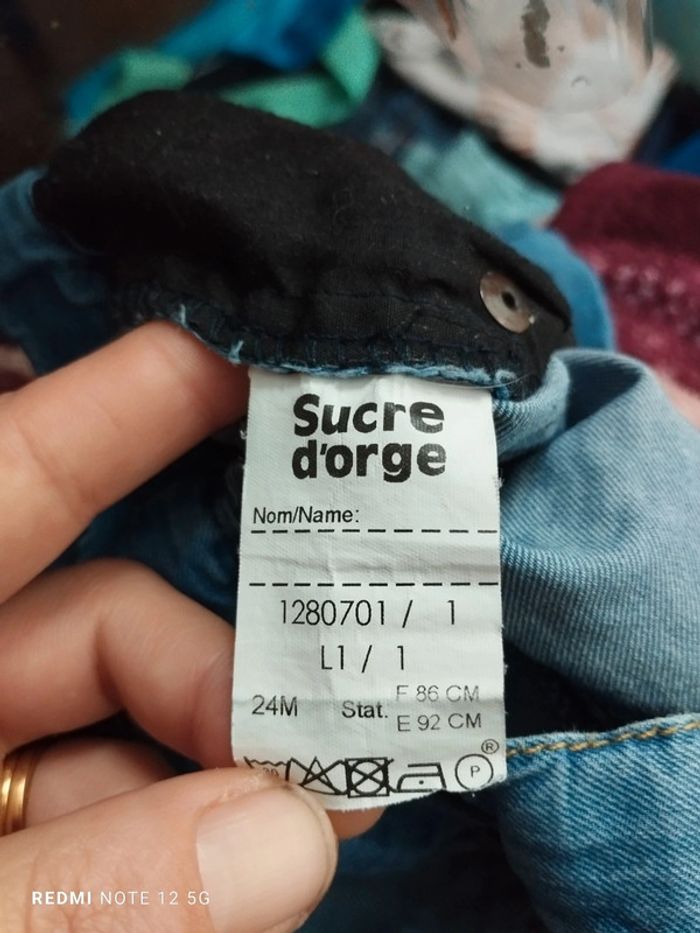 Sucre
d'orge
Nom/Name:
1280701 / 1
L1 / 1
24M Stat. F 86 CM
E 92 CM
®
P
REDMI NOTE 12 5G